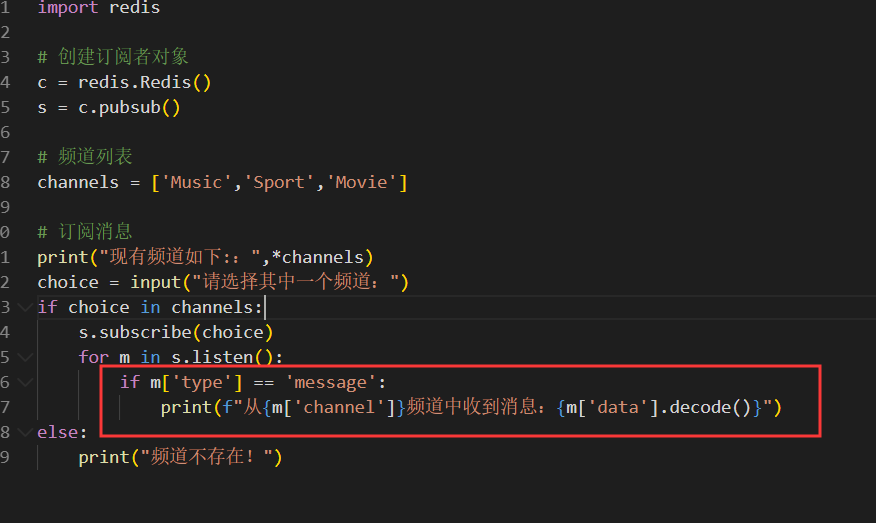 1 import redis
2
3 # 创建订阅者对象
4 c = redis.Redis()
5 s = c.pubsub()
6
7 # 频道列表
8 channels = ['Music','Sport','Movie']
9
0 # 订阅消息
1 print("现有频道如下:：",*channels)
2 choice = input("请选择其中一个频道：")
3 if choice in channels:
4     s.subscribe(choice)
5     for m in s.listen():
6         if m['type'] == 'message':
7             print(f"从{m['channel']}频道中收到消息：{m['data'].decode()}")
8 else:
9     print("频道不存在！")